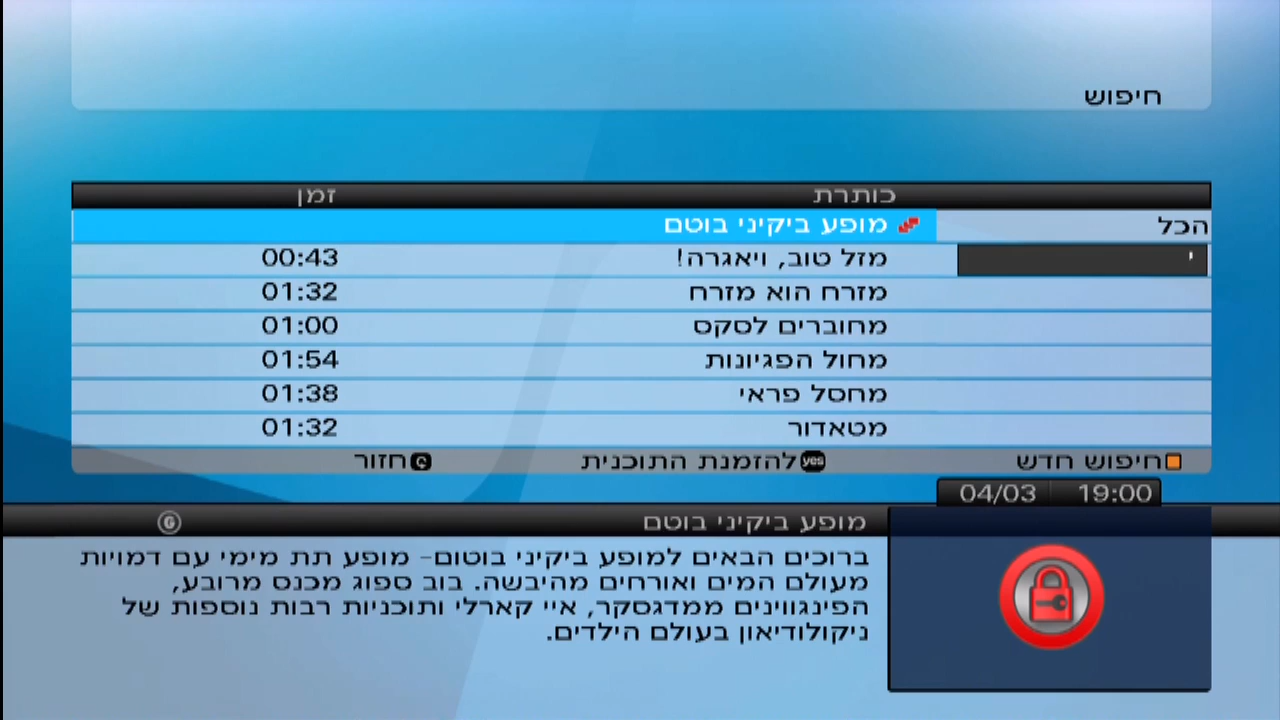 חיפוש
כותרת זמן
הכל
'
מופע ביקיני בוטם
מזל טוב, ויאגרה! 00:43
מזרח הוא מזרח 01:32
מחוברים לסקס 01:00
מחול הפגיונות 01:54
מחסל פראי 01:38
מטאדור 01:32
חיפוש חדש yes להזמנת התוכנית C חזור
19:00 04/03
מופע ביקיני בוטם G
ברוכים הבאים למופע ביקיני בוטום- מופע תת מימי עם דמויות
מעולם המים ואורחים מהיבשה. בוב ספוג מכנס מרובע,
הפינגווינים ממדגסקר, איי קארלי ותוכניות רבות נוספות של
ניקולודיאון בעולם הילדים.